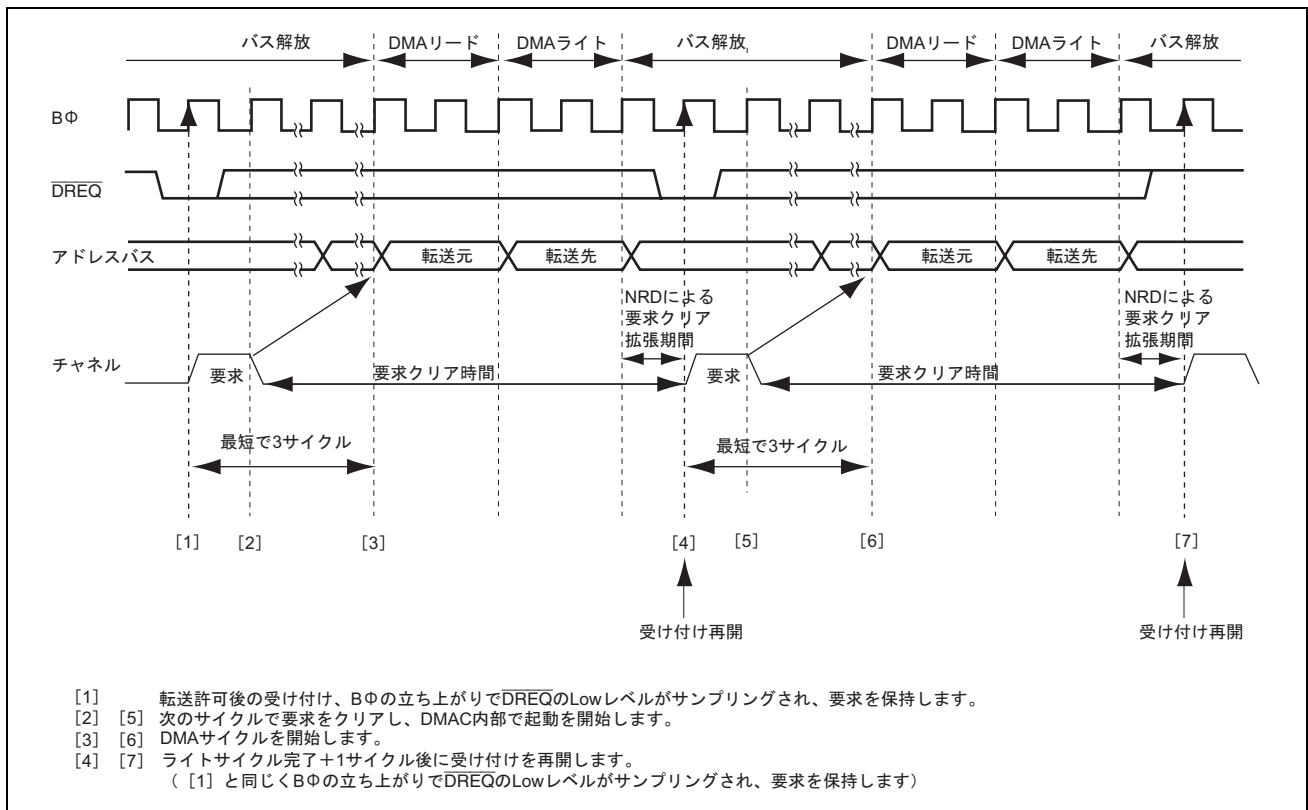 バス解放 DMAリード DMAライト バス解放 DMAリード DMAライト バス解放
BΦ
DREQ
アドレスバス 転送元 転送先 転送元 転送先
NRDによる
要求クリア
拡張期間
NRDによる
要求クリア
拡張期間
チャネル 要求 要求クリア時間 要求 要求クリア時間
最短で3サイクル 最短で3サイクル
[1] [2] [3] [4] [5] [6] [7]
受け付け再開 受け付け再開
[1] 転送許可後の受け付け、BΦの立ち上がりでDREQのLowレベルがサンプリングされ、要求を保持します。
[2] [5] 次のサイクルで要求をクリアし、DMAC内部で起動を開始します。
[3] [6] DMAサイクルを開始します。
[4] [7] ライトサイクル完了+1サイクル後に受け付けを再開します。
([1]と同じくBΦの立ち上がりでDREQのLowレベルがサンプリングされ、要求を保持します)